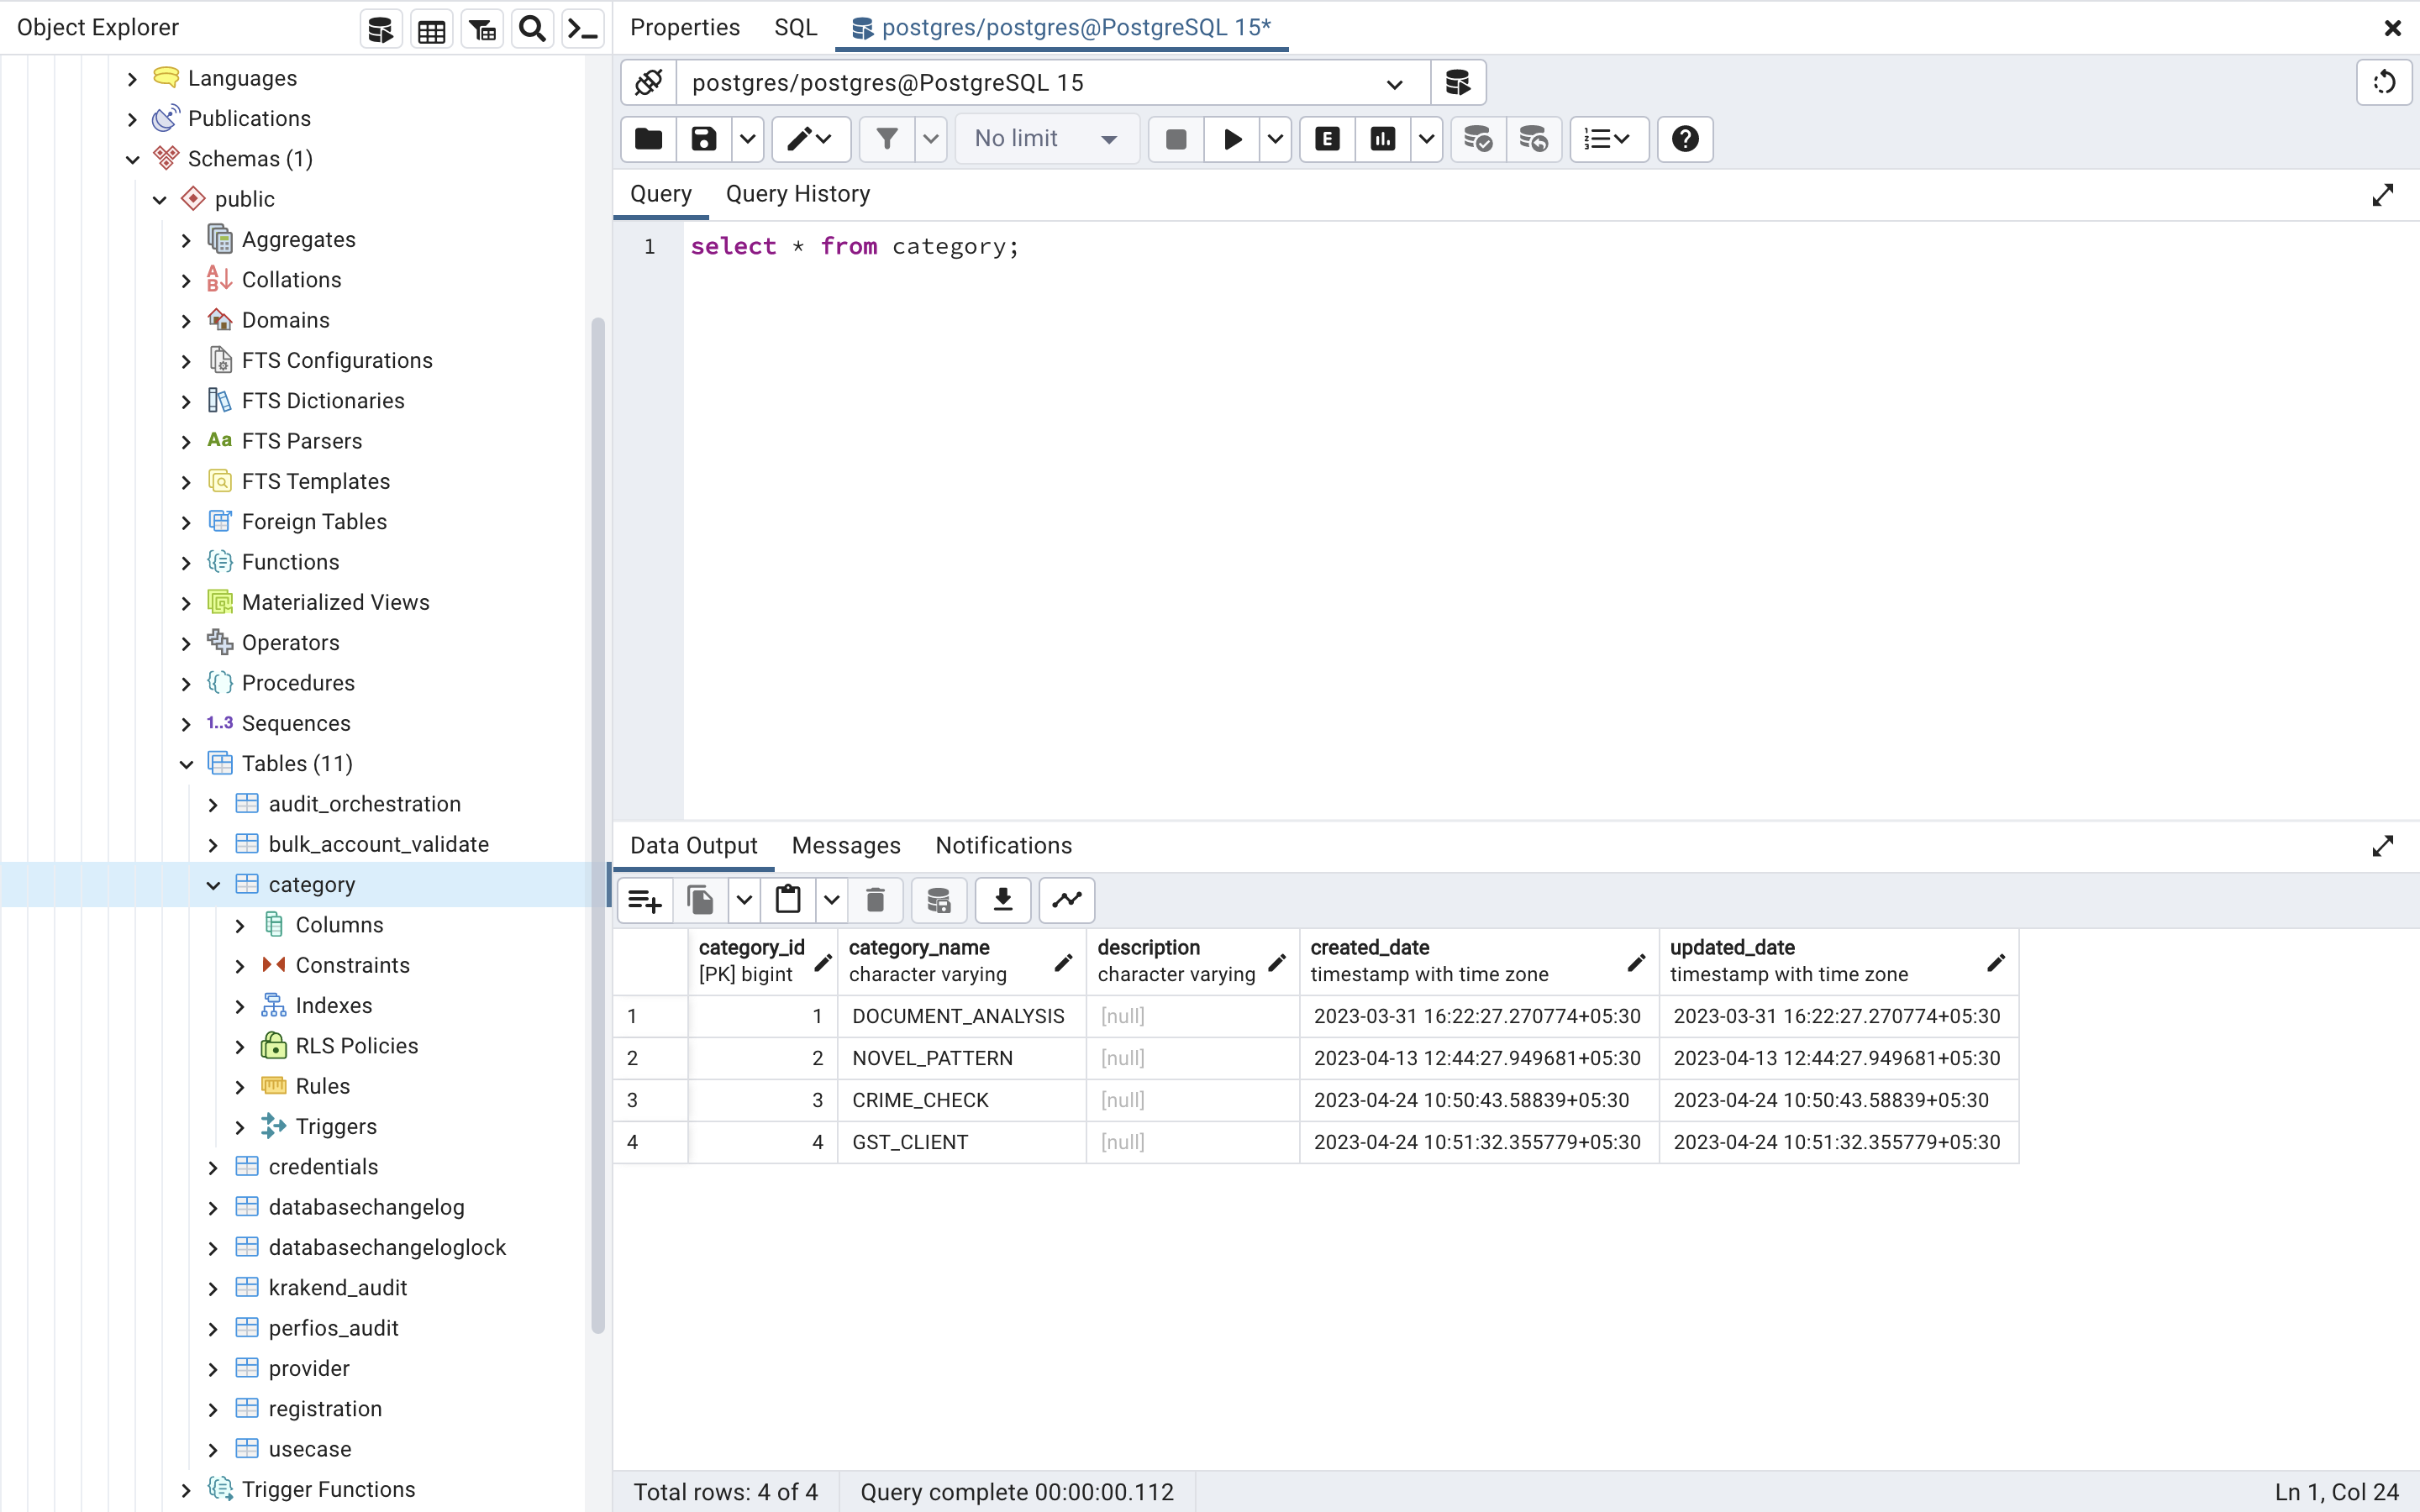 Object Explorer
Languages
Publications
Schemas (1)
public
Aggregates
Collations
Domains
FTS Configurations
FTS Dictionaries
Aa FTS Parsers
FTS Templates
Foreign Tables
Functions
Materialized Views
Operators
Procedures
1..3 Sequences
Tables (11)
audit_orchestration
bulk_account_validate
category
Columns
Constraints
Indexes
RLS Policies
Rules
Triggers
credentials
databasechangelog
databasechangeloglock
krakend_audit
perfios_audit
provider
registration
usecase
Trigger Functions
Properties SQL postgres/postgres@PostgreSQL 15*
postgres/postgres@PostgreSQL 15
No limit E
Query Query History
1 select * from category;
Data Output Messages Notifications
category_id category_name description created_date updated_date
[PK] bigint character varying character varying timestamp with time zone timestamp with time zone
1 1 DOCUMENT_ANALYSIS [null] 2023-03-31 16:22:27.270774+05:30 2023-03-31 16:22:27.270774+05:30
2 2 NOVEL_PATTERN [null] 2023-04-13 12:44:27.949681+05:30 2023-04-13 12:44:27.949681+05:30
3 3 CRIME_CHECK [null] 2023-04-24 10:50:43.58839+05:30 2023-04-24 10:50:43.58839+05:30
4 4 GST_CLIENT [null] 2023-04-24 10:51:32.355779+05:30 2023-04-24 10:51:32.355779+05:30
Total rows: 4 of 4 Query complete 00:00:00.112 Ln 1, Col 24